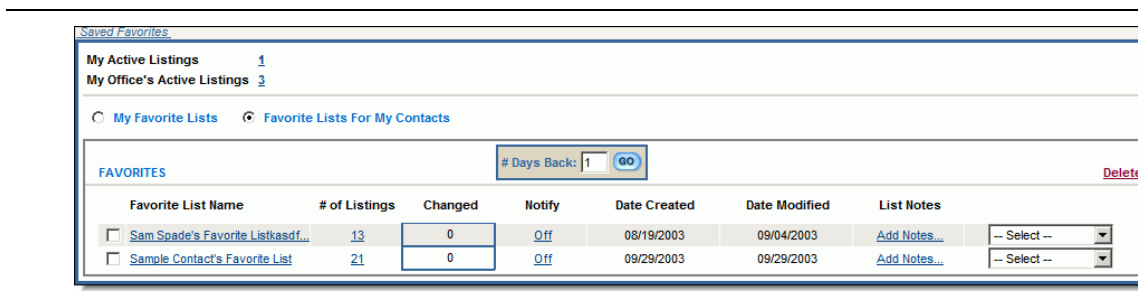 Saved Favorites
My Active Listings 1
My Office's Active Listings 3
My Favorite Lists Favorite Lists For My Contacts
# Days Back: 1 GO
FAVORITES Delete
Favorite List Name # of Listings Changed Notify Date Created Date Modified List Notes
Sam Spade's Favorite Listkasdf... 13 0 Off 08/19/2003 09/04/2003 Add Notes... -- Select --
Sample Contact's Favorite List 21 0 Off 09/29/2003 09/29/2003 Add Notes... -- Select --